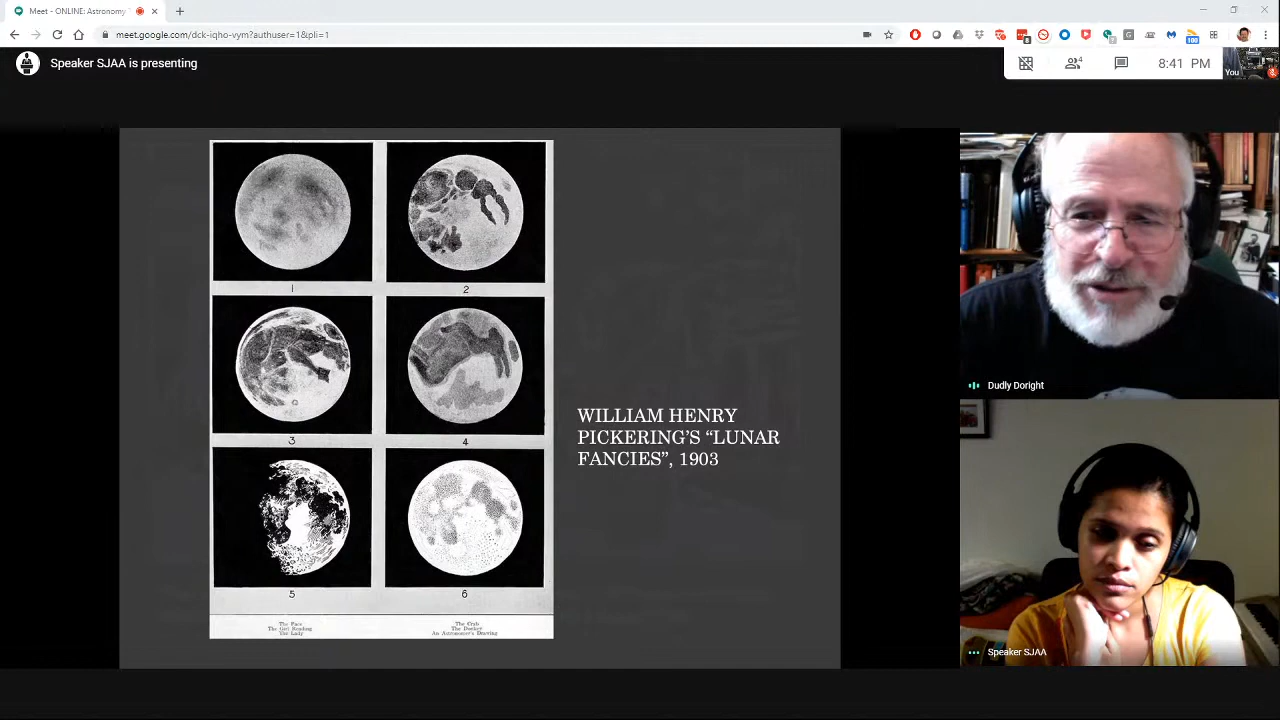 Meet - ONLINE: Astronomy
meet.google.com/dck-iqho-vym?authuser=1&pli=1
Speaker SJAA is presenting
4
8:41 PM
You
1
2
3
4
5
6
The Face
The Girl Reading
The Lady
The Crab
The Donkey
An Astronomer's Drawing
WILLIAM HENRY
PICKERING'S “LUNAR
FANCIES”, 1903
Dudly Doright
Speaker SJAA